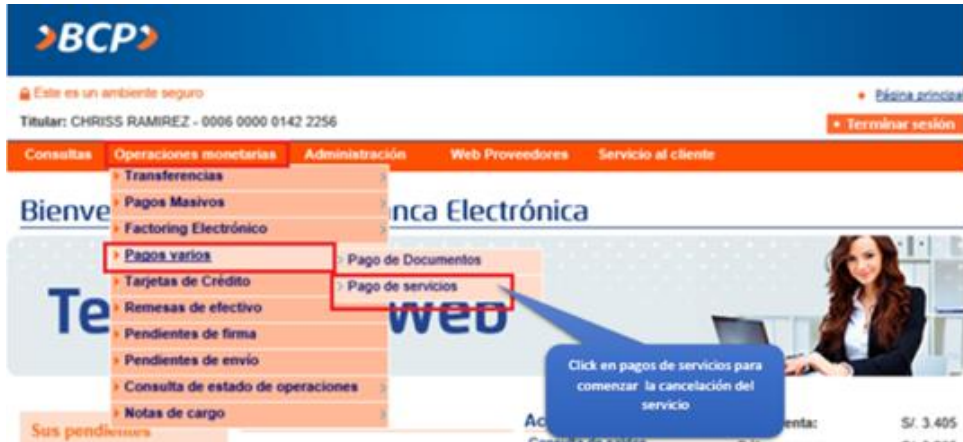 BCP
Este es un ambiente seguro
Página principal
Titular: CHRISS RAMIREZ - 0006 0000 0142 2256
Terminar sesión
Consultas Operaciones monetarias Administración Web Proveedores Servicio al cliente
Transferencias
Pagos Masivos
Bienve nca Electrónica
Factoring Electrónico
Pagos varios
Pago de Documentos
Tarjetas de Crédito
Pago de servicios
Te web
Remesas de efectivo
Pendientes de firma
Pendientes de envío
Click en pagos de servicios para
comenzar la cancelación del
servicio
Consulta de estado de operaciones
Notas de cargo
Sus pendientes
Ac enta: S/. 3.405